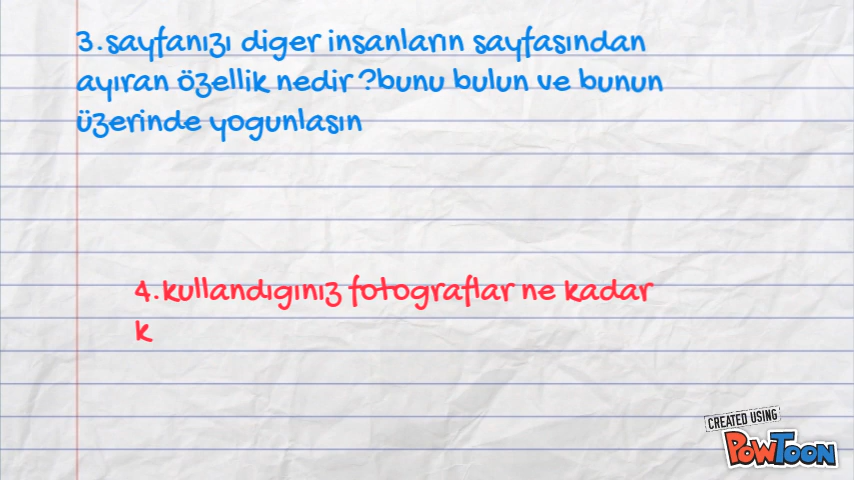 3.sayfanızı diger insanların sayfasından
ayıran özellik nedir ?bunu bulun ve bunun
üzerinde yogunlasın
4.kullandıgınız fotograflar ne kadar
k
CREATED USING
POWTOON